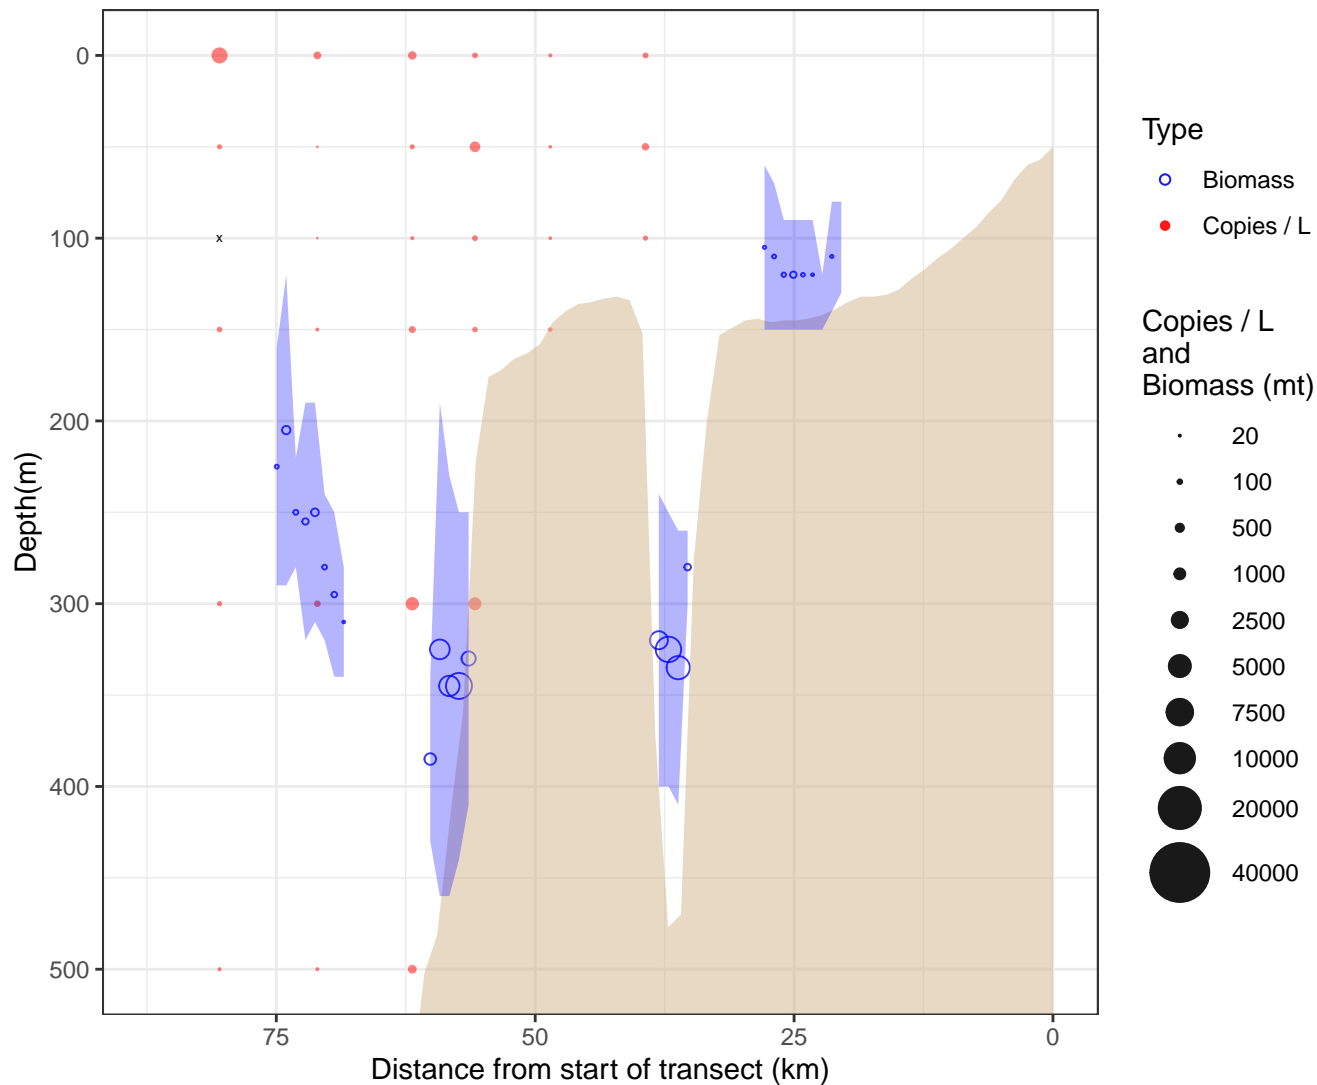 0
100
200
300
400
500
Depth(m)
x
75
50
25
0
Distance from start of transect (km)
Type
Biomass
Copies / L
Copies / L
and
Biomass (mt)
20
100
500
1000
2500
5000
7500
10000
20000
40000